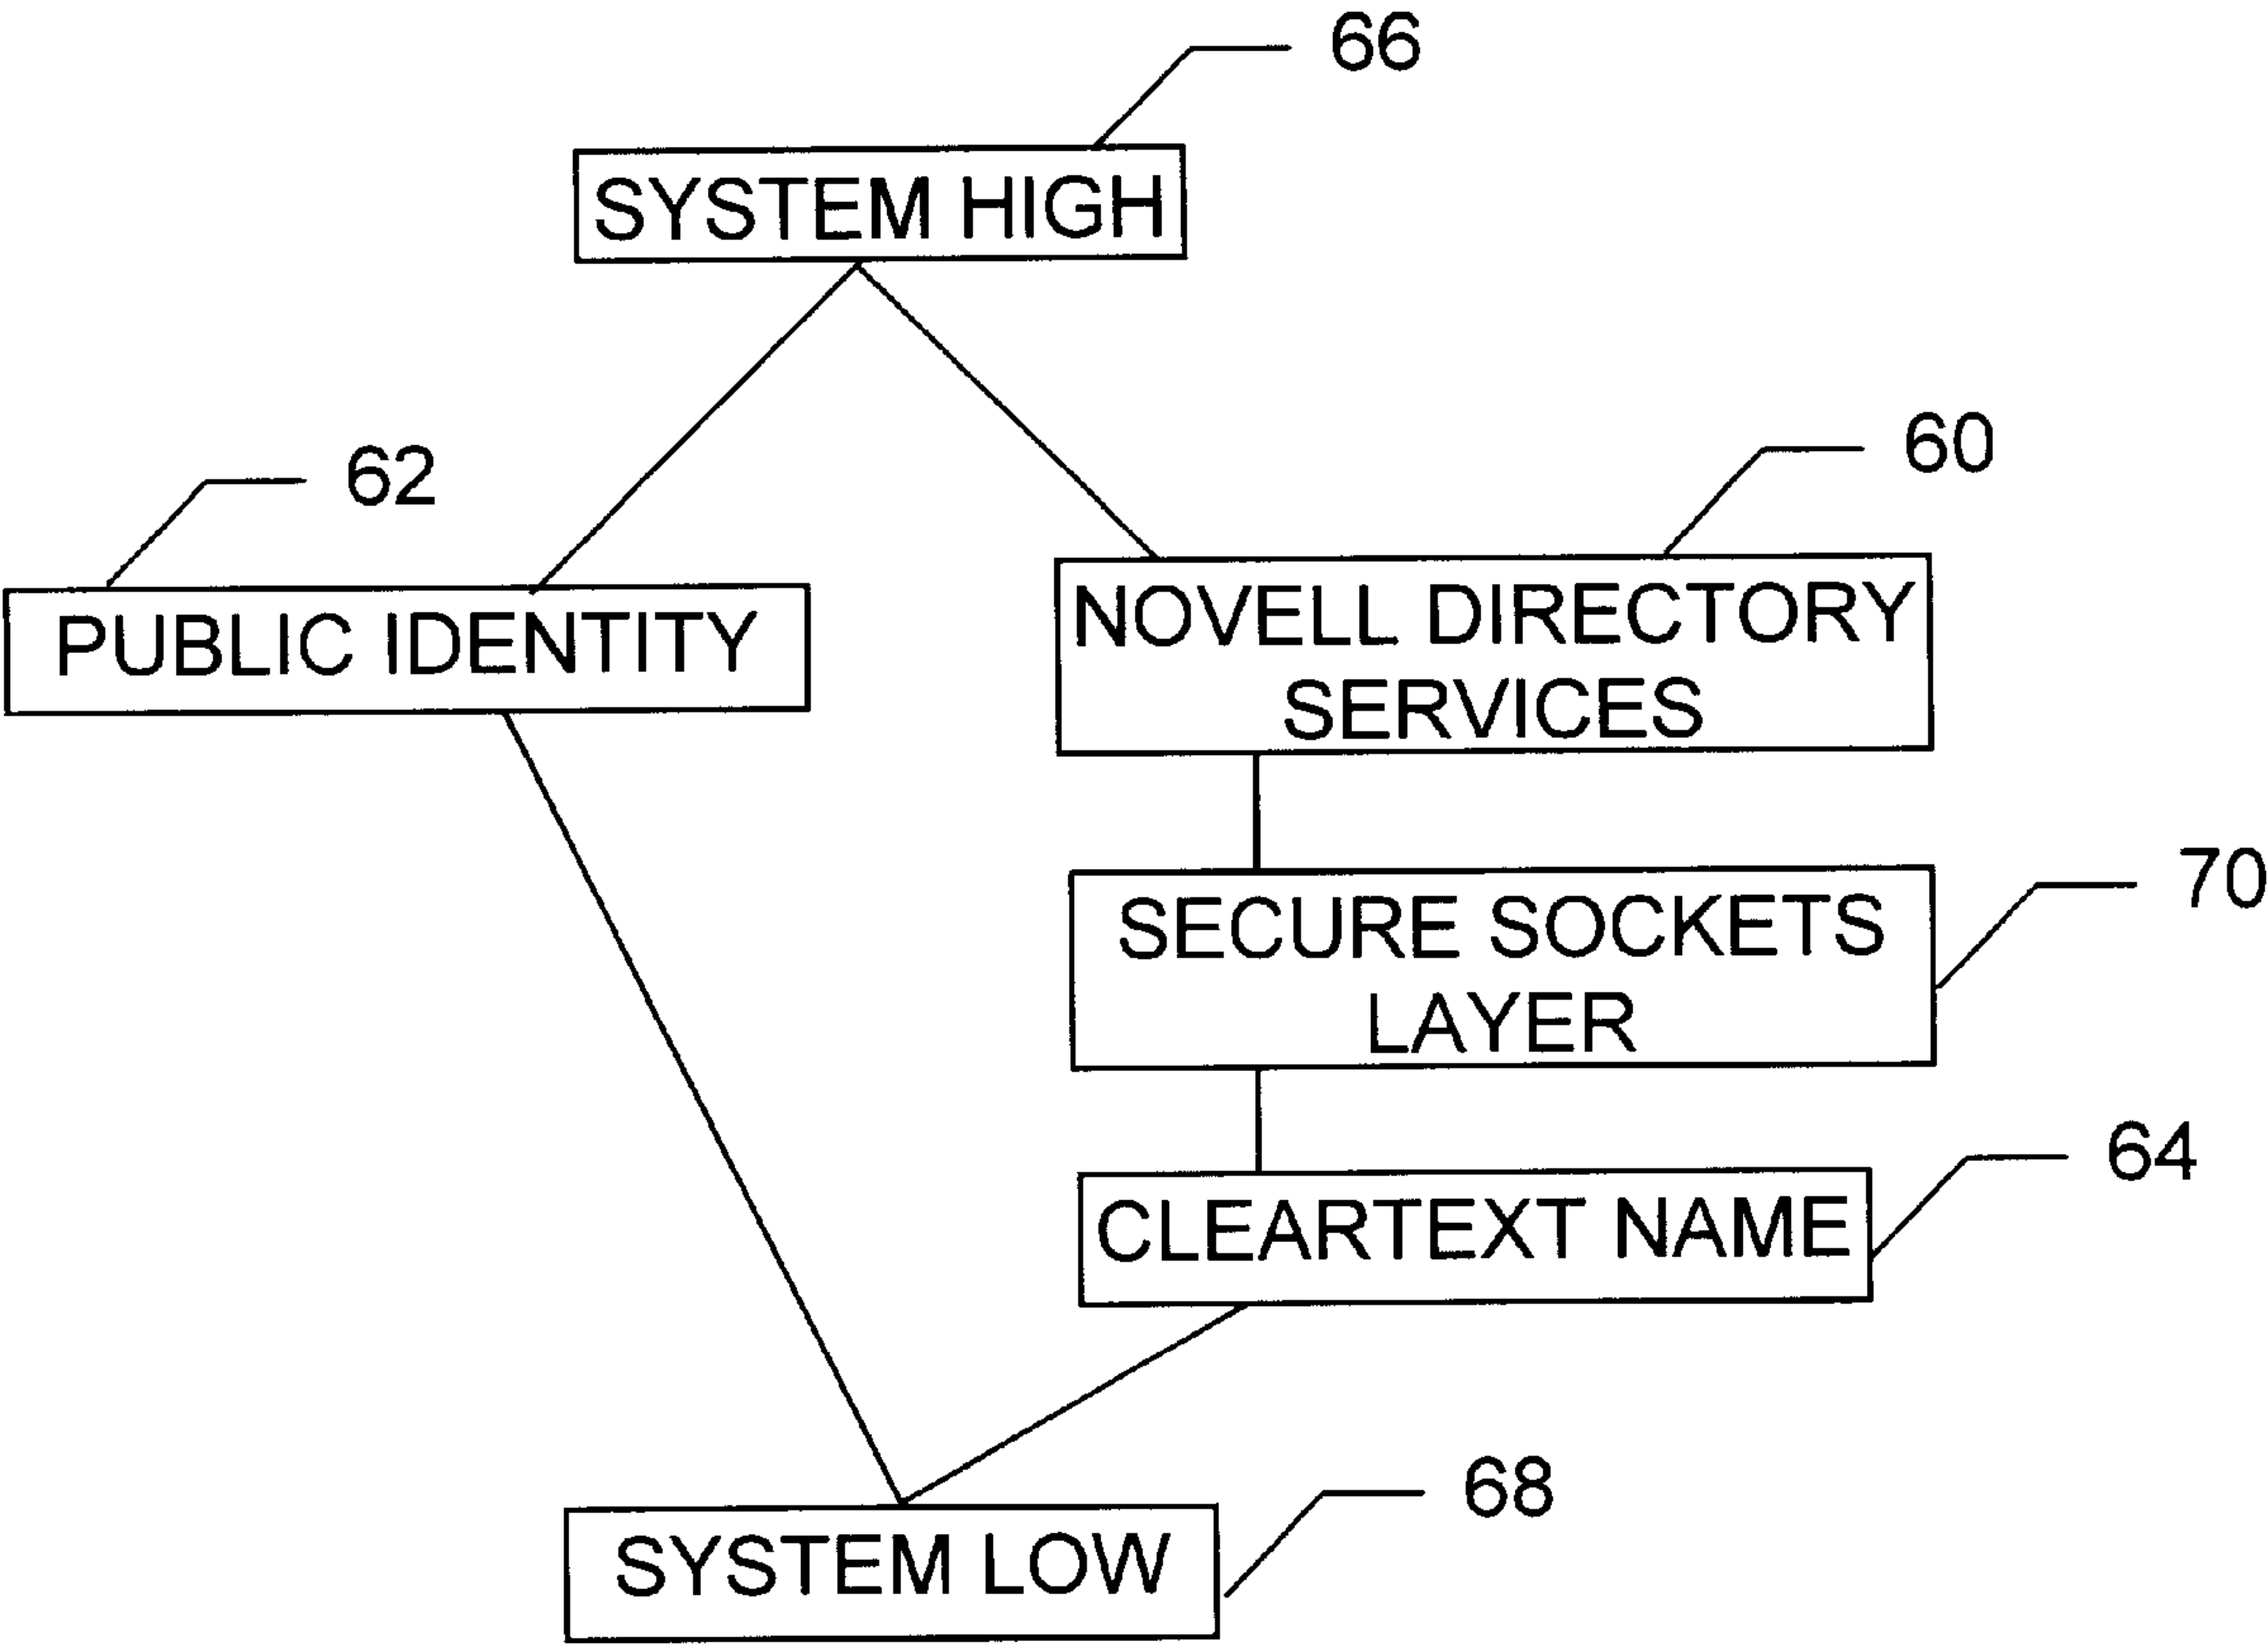 66
SYSTEM HIGH
62
60
PUBLIC IDENTITY
NOVELL DIRECTORY
SERVICES
70
SECURE SOCKETS
LAYER
64
CLEARTEXT NAME
68
SYSTEM LOW